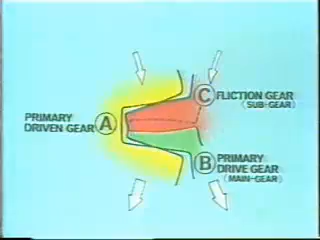 C FLICTION GEAR
(SUB-GEAR)
PRIMARY
DRIVEN GEAR A
B PRIMARY
DRIVE GEAR
(MAIN-GEAR)